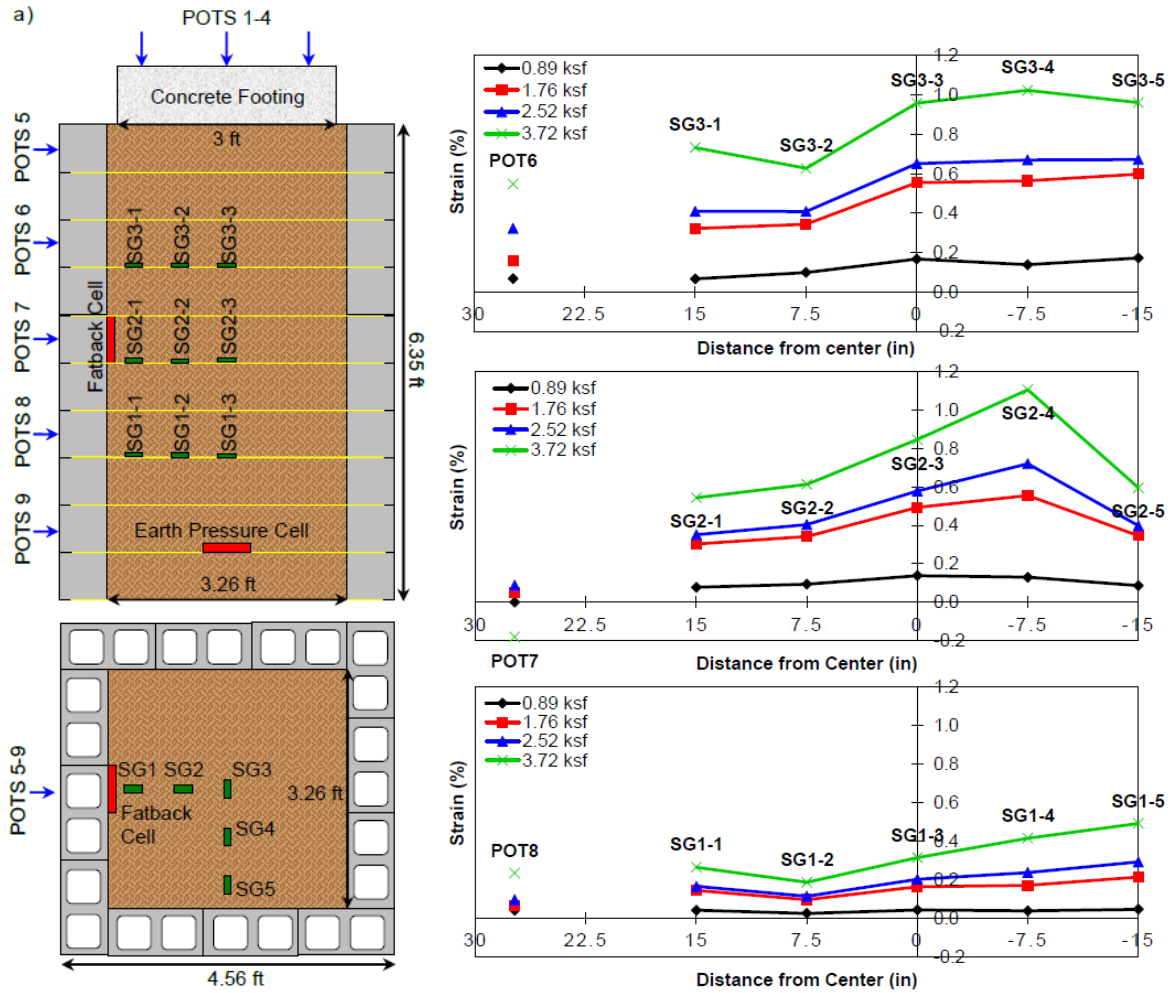 a)
POTS 1-4
Concrete Footing
3 ft
POTS 5
POTS 6
POTS 7
POTS 8
POTS 9
SG3-1
SG3-2
SG3-3
Fatback Cell
SG2-1
SG2-2
SG2-3
SG1-1
SG1-2
SG1-3
6.35 ft
Earth Pressure Cell
3.26 ft
POTS 5-9
SG1 SG2 SG3
Fatback
Cell
SG4
SG5
3.26 ft
4.56 ft
0.89 ksf
1.76 ksf
2.52 ksf
3.72 ksf
POT6
SG3-1
SG3-2
SG3-3
SG3-4
SG3-5
Strain (%)
1.2
1.0
0.8
0.6
0.4
0.2
0.0
0.2
30 22.5 15 7.5 0 -7.5 -15
Distance from center (in)
0.89 ksf
1.76 ksf
2.52 ksf
3.72 ksf
SG2-1
SG2-2
SG2-3
SG2-4
SG2-5
POT7
Strain (%)
1.2
1.0
0.8
0.6
0.4
0.2
0.0
-0.2
30 22.5 15 7.5 0 -7.5 -15
Distance from Center (in)
0.89 ksf
1.76 ksf
2.52 ksf
3.72 ksf
POT8
SG1-1
SG1-2
SG1-3
SG1-4
SG1-5
Strain (%)
1.2
1.0
0.8
0.6
0.4
0.2
0.0
-0.2
30 22.5 15 7.5 0 -7.5 -15
Distance from Center (in)